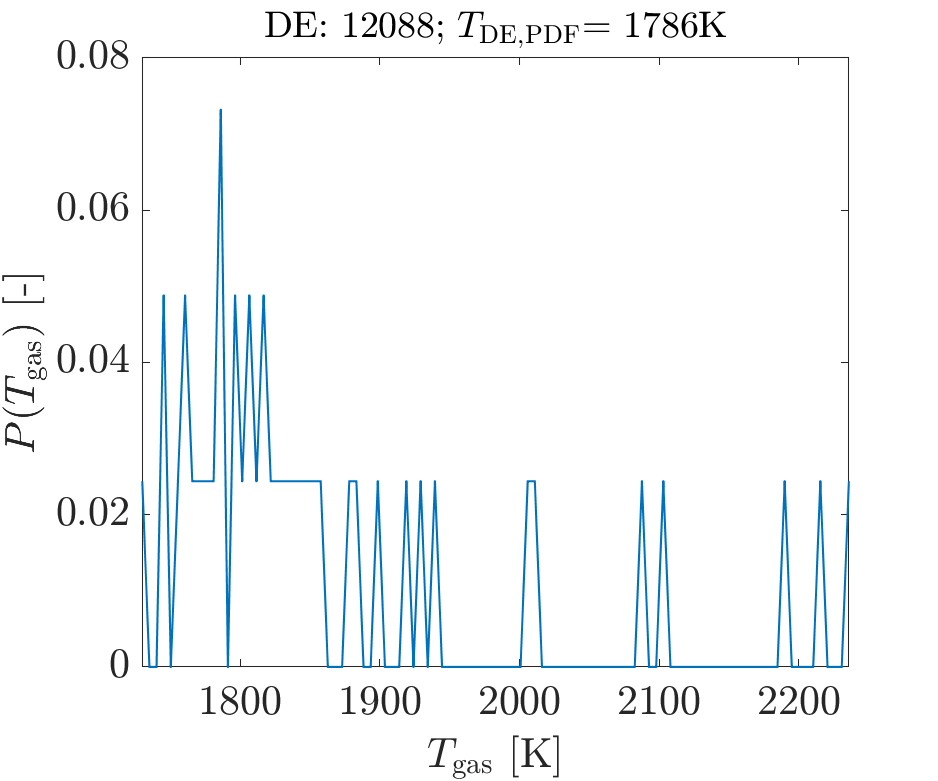 DE: 12088; T_DE,PDF= 1786K
0.08
0.06
0.04
0.02
0
P(T_gas) [-]
1800 1900 2000 2100 2200
T_gas [K]